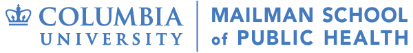 COLUMBIA
UNIVERSITY
MAILMAN SCHOOL
of PUBLIC HEALTH